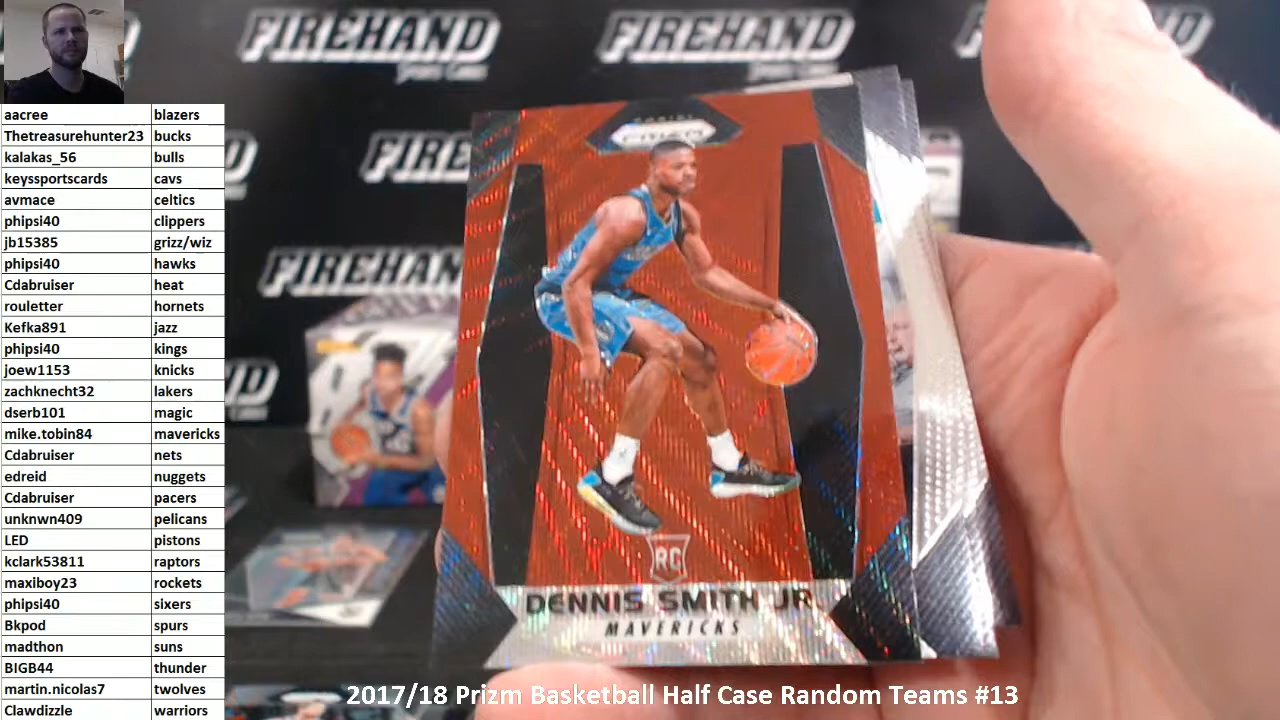 FIREHAND
Sports Cards
FIREHAND
aacree blazers
Thetreasurehunter23 bucks
kalakas_56 bulls
keyssportscards cavs
avmace celtics
phipsi40 clippers
jb15385 grizz/wiz
phipsi40 hawks
Cdabruiser heat
rouletter hornets
Kefka891 jazz
phipsi40 kings
joew1153 knicks
zachknecht32 lakers
dserb101 magic
mike.tobin84 mavericks
Cdabruiser nets
edreid nuggets
Cdabruiser pacers
unknwn409 pelicans
LED pistons
kclark53811 raptors
maxiboy23 rockets
phipsi40 sixers
Bkpod spurs
madthon suns
BIGB44 thunder
martin.nicolas7 twolves
Clawdizzle warriors
FIREHAND
PANINI
PRIZM
RC
DENNIS SMITH JR.
MAVERICKS
2017/18 Prizm Basketball Half Case Random Teams #13